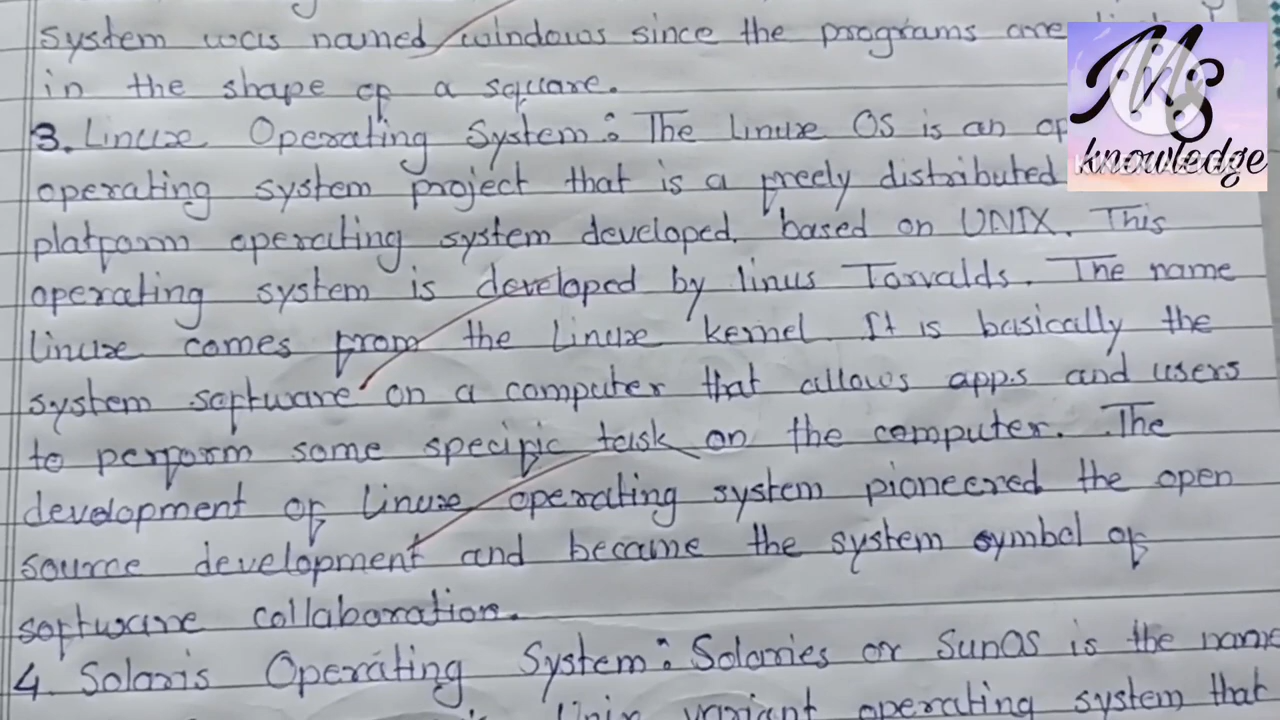 system was named windows since the programs are
in the shape of a square.
3. Linux Operating System: The Linux OS is an op
operating system project that is a freely distributed
platform operating system developed. based on UNIX. This
operating system is developed by linus Torvalds. The name
linux comes from the Linux kernel. It is basically the
system software on a computer that allows apps and users
to perform some specific task on the computer. The
development of linux operating system pioneered the open
source development and became the system symbol of
software collaboration.
4. Solaris Operating System: Solaries or SunOS is the name
Unix variant operating system that
MS
knowledge